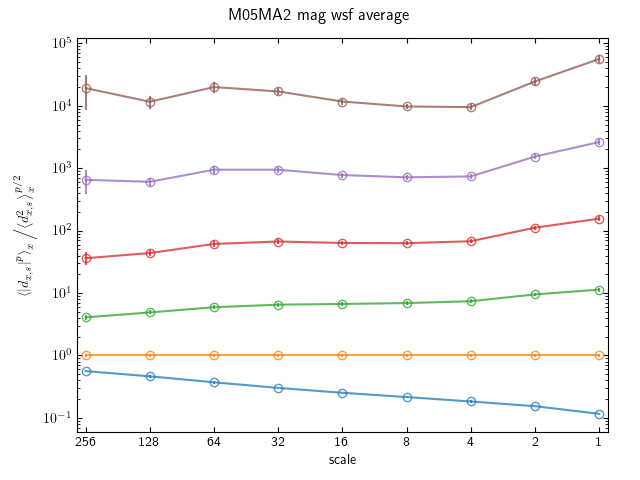 M05MA2 mag wsf average
10^5
10^4
10^3
10^2
10^1
10^0
10^{-1}
⟨|d_{x,s}|^p⟩_x / ⟨d^2_{x,s}⟩_x^{p/2}
256 128 64 32 16 8 4 2 1
scale